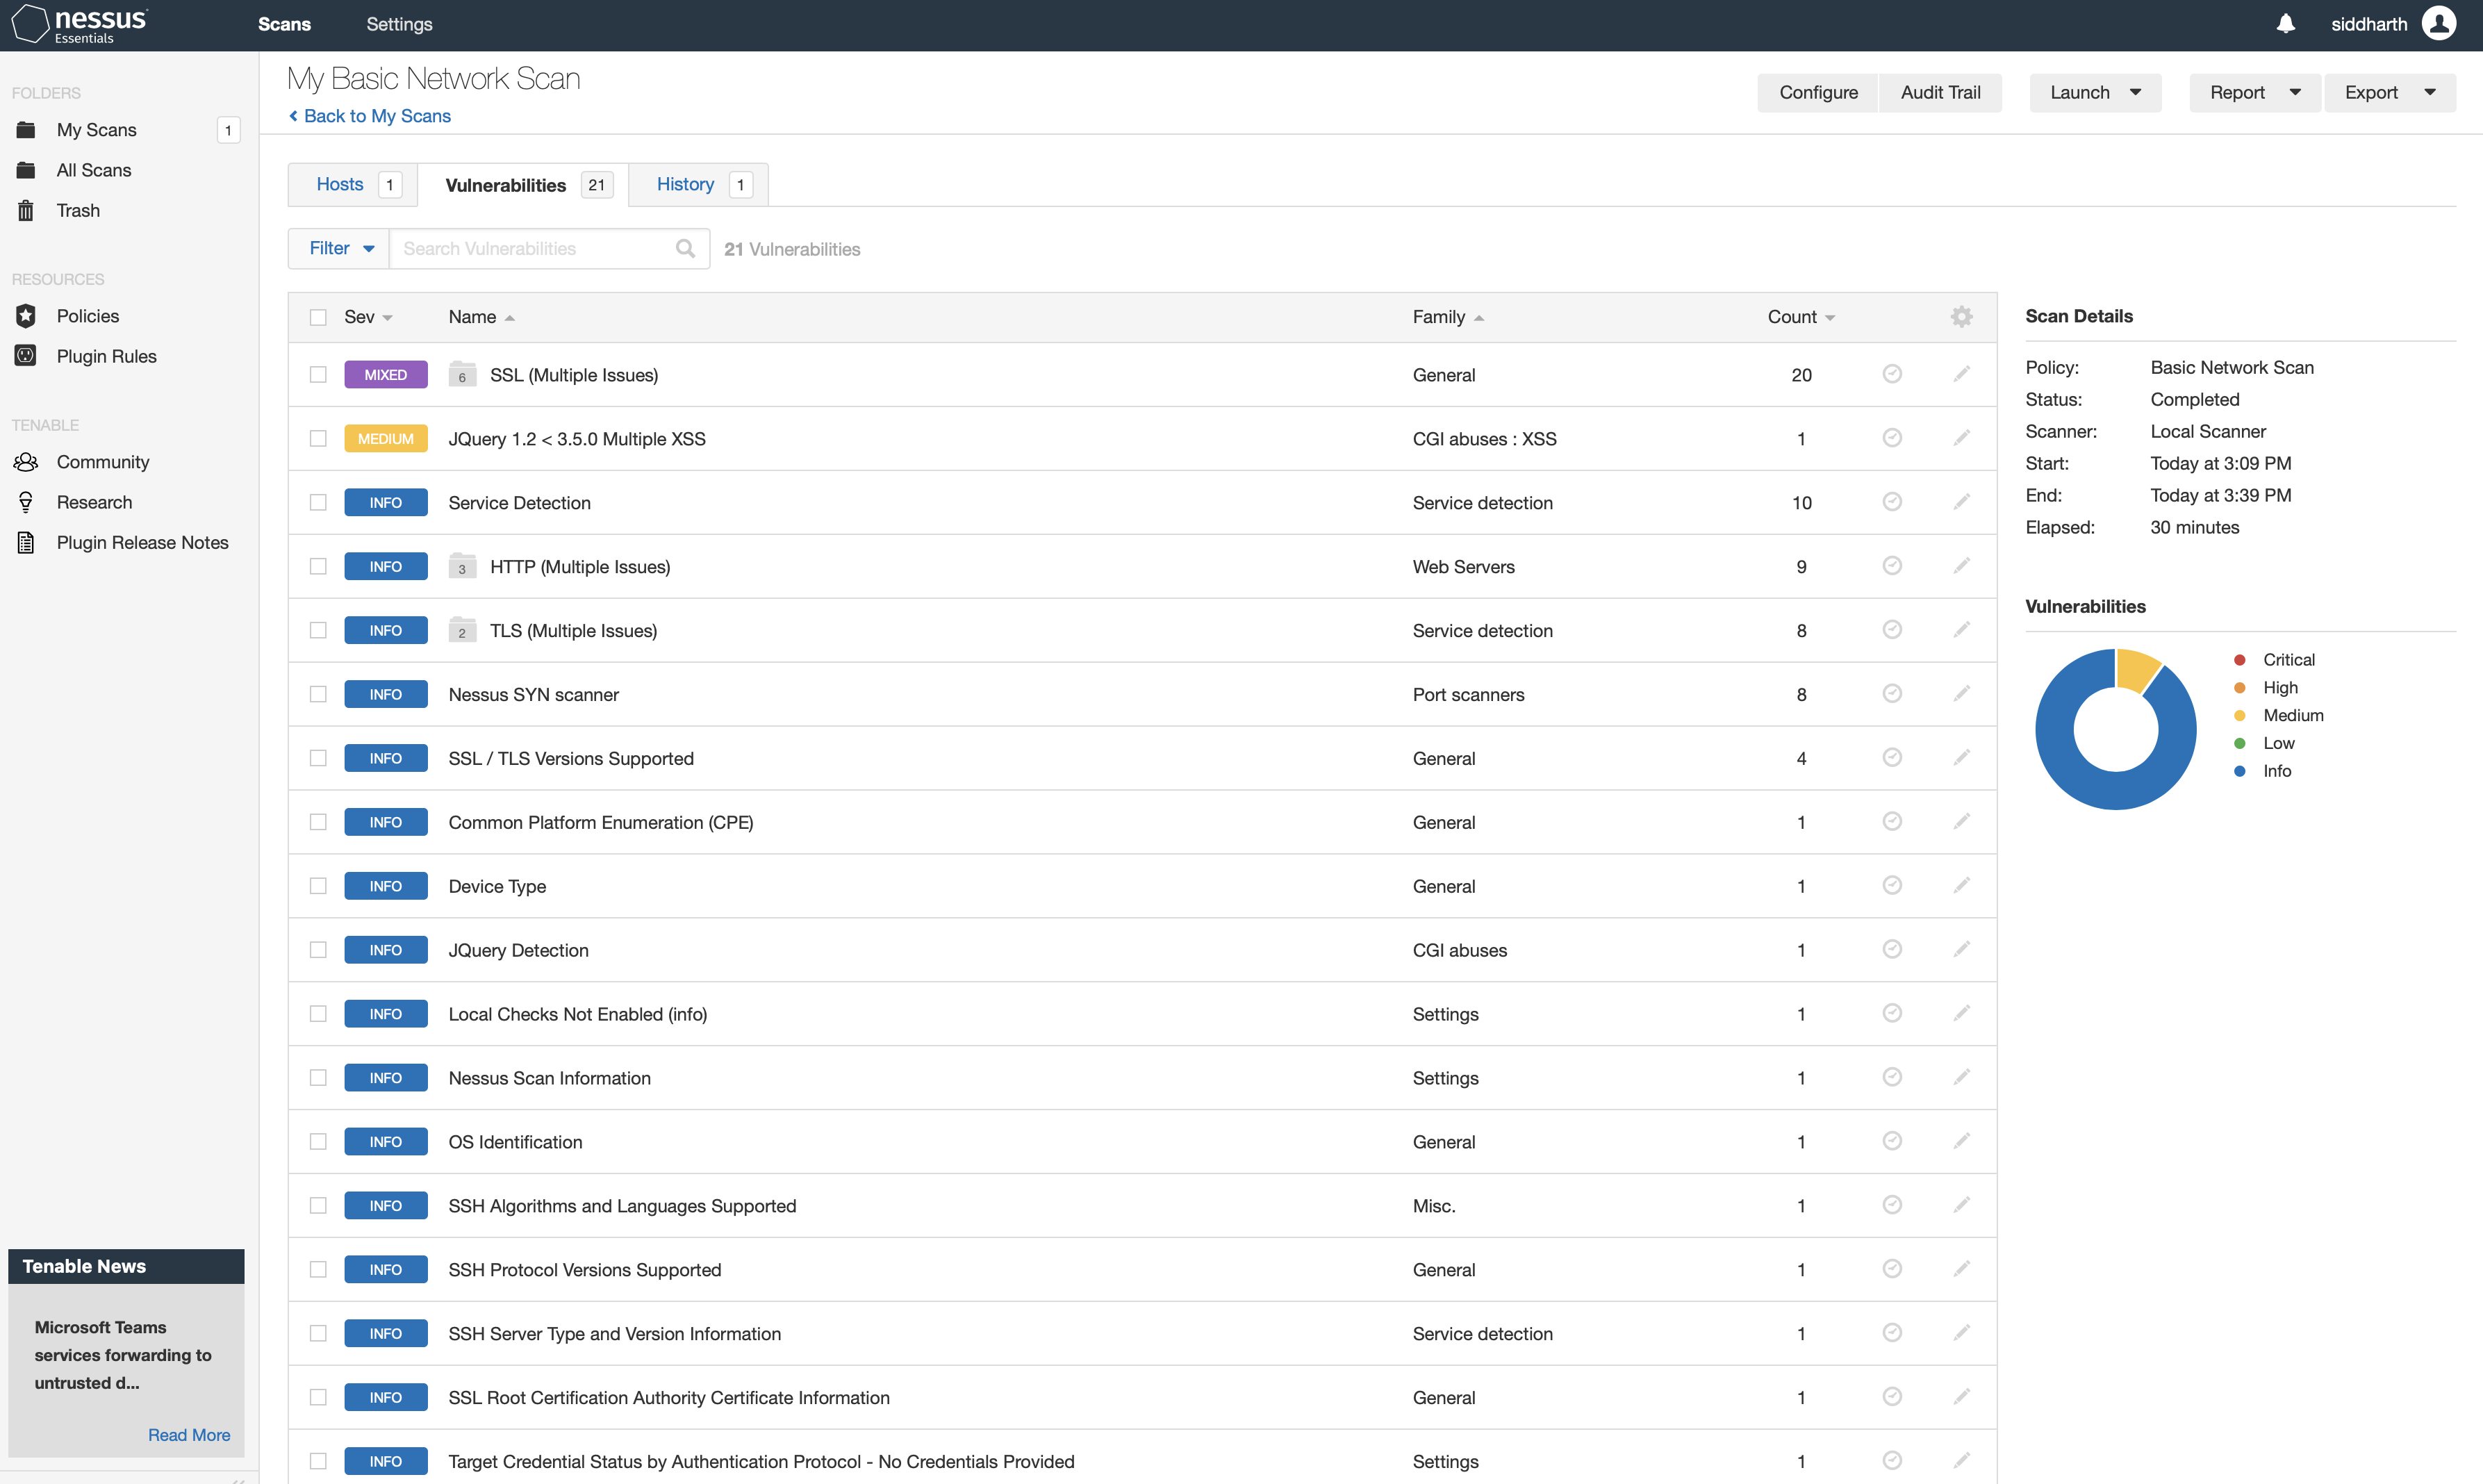 nessus
Essentials
Scans
Settings
siddharth
FOLDERS
My Scans 1
All Scans
Trash
RESOURCES
Policies
Plugin Rules
TENABLE
Community
Research
Plugin Release Notes
Tenable News
Microsoft Teams
services forwarding to
untrusted d...
Read More
My Basic Network Scan
Back to My Scans
Configure Audit Trail Launch Report Export
Hosts 1 Vulnerabilities 21 History 1
Filter Search Vulnerabilities 21 Vulnerabilities
Sev Name Family Count
MIXED 6 SSL (Multiple Issues) General 20
MEDIUM JQuery 1.2 < 3.5.0 Multiple XSS CGI abuses : XSS 1
INFO Service Detection Service detection 10
INFO 3 HTTP (Multiple Issues) Web Servers 9
INFO 2 TLS (Multiple Issues) Service detection 8
INFO Nessus SYN scanner Port scanners 8
INFO SSL / TLS Versions Supported General 4
INFO Common Platform Enumeration (CPE) General 1
INFO Device Type General 1
INFO JQuery Detection CGI abuses 1
INFO Local Checks Not Enabled (info) Settings 1
INFO Nessus Scan Information Settings 1
INFO OS Identification General 1
INFO SSH Algorithms and Languages Supported Misc. 1
INFO SSH Protocol Versions Supported General 1
INFO SSH Server Type and Version Information Service detection 1
INFO SSL Root Certification Authority Certificate Information General 1
INFO Target Credential Status by Authentication Protocol - No Credentials Provided Settings 1
Scan Details
Policy: Basic Network Scan
Status: Completed
Scanner: Local Scanner
Start: Today at 3:09 PM
End: Today at 3:39 PM
Elapsed: 30 minutes
Vulnerabilities
Critical
High
Medium
Low
Info